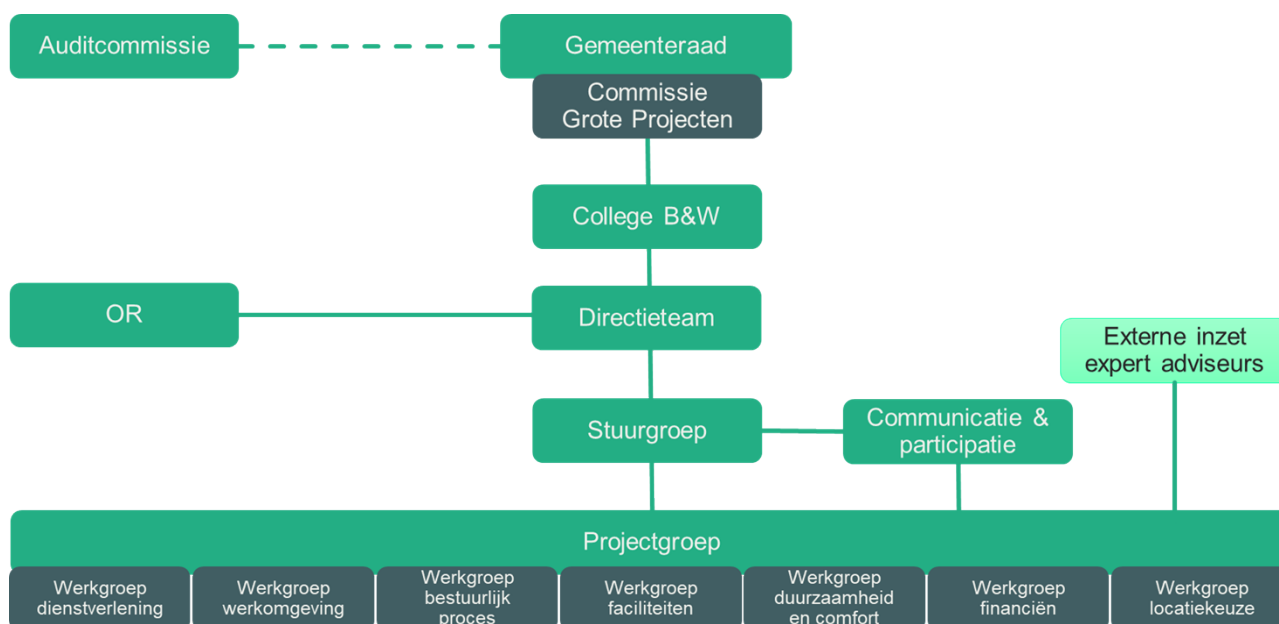 Auditcommissie
Gemeenteraad
Commissie
Grote Projecten
College B&W
OR
Directieteam
Externe inzet
expert adviseurs
Stuurgroep
Communicatie &
participatie
Projectgroep
Werkgroep
dienstverlening
Werkgroep
werkomgeving
Werkgroep
bestuurlijk
proces
Werkgroep
faciliteiten
Werkgroep
duurzaamheid
en comfort
Werkgroep
financiën
Werkgroep
locatiekeuze